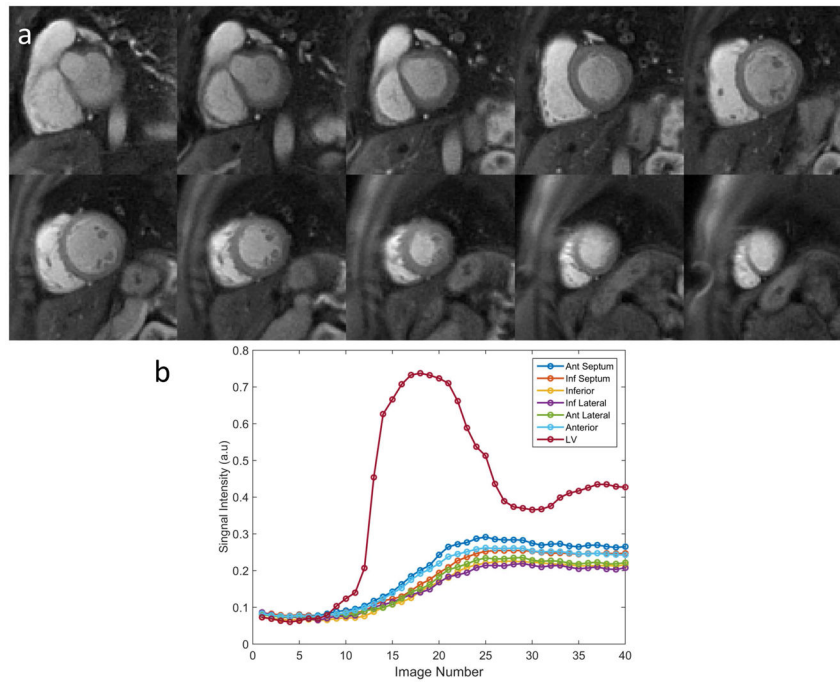 a
b
0.8
0.7
0.6
0.5
0.4
0.3
0.2
0.1
0
Singnal Intensity (a.u)
0 5 10 15 20 25 30 35 40
Image Number
Ant Septum
Inf Septum
Inferior
Inf Lateral
Ant Lateral
Anterior
LV